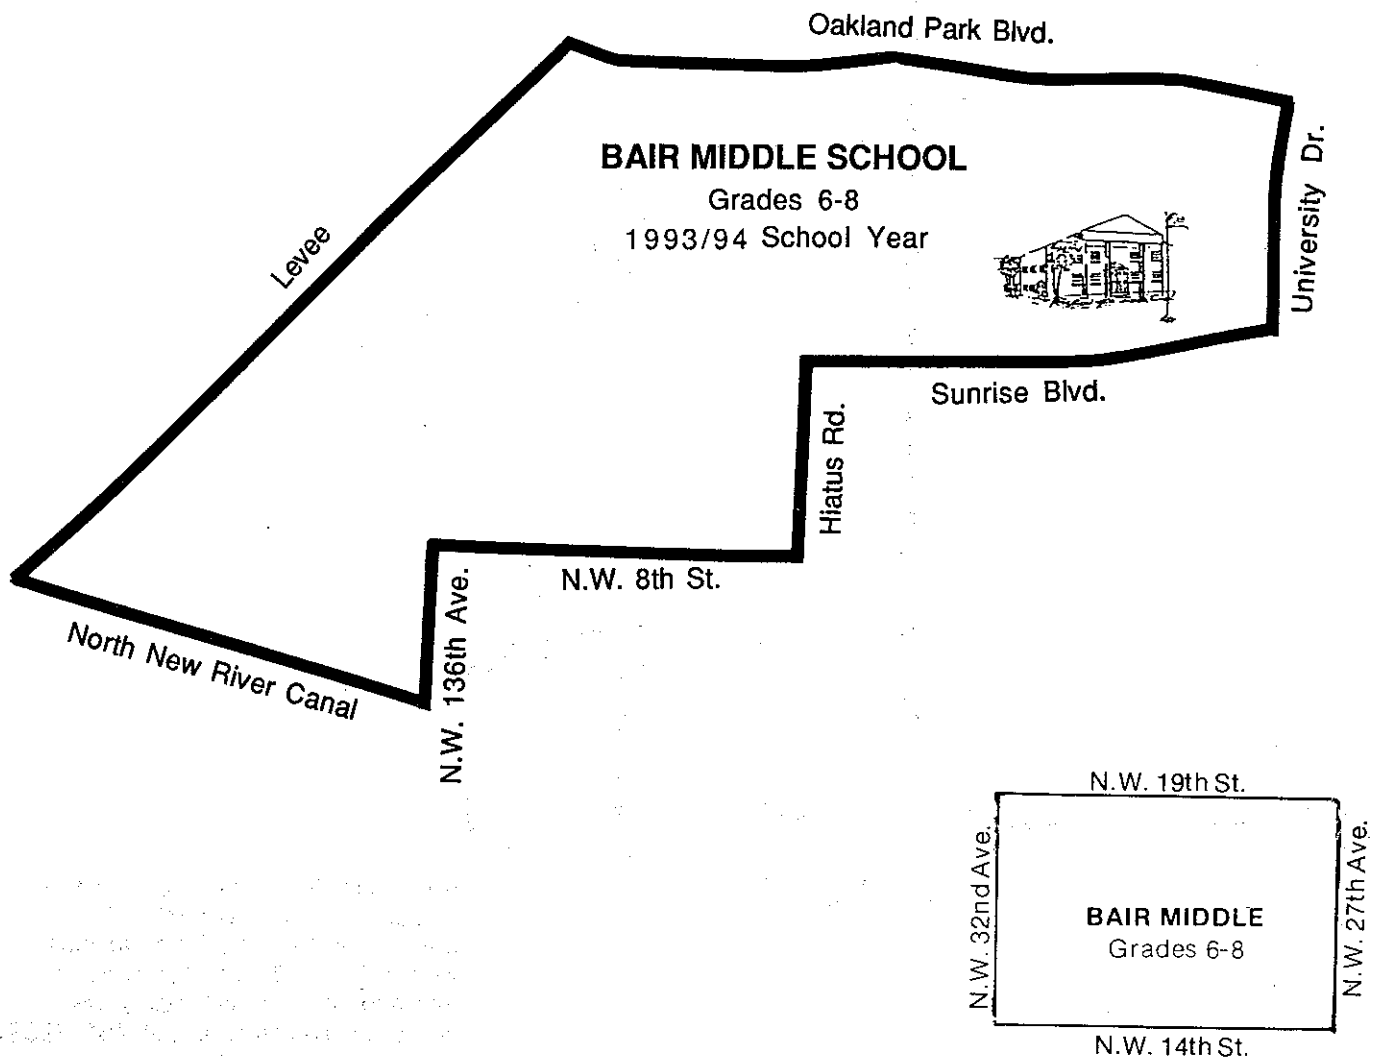 Oakland Park Blvd.
BAIR MIDDLE SCHOOL
Grades 6-8
1993/94 School Year
University Dr.
Levee
Sunrise Blvd.
Hiatus Rd.
N.W. 8th St.
N.W. 136th Ave.
North New River Canal
N.W. 19th St.
N.W. 32nd Ave.
BAIR MIDDLE
Grades 6-8
N.W. 27th Ave.
N.W. 14th St.